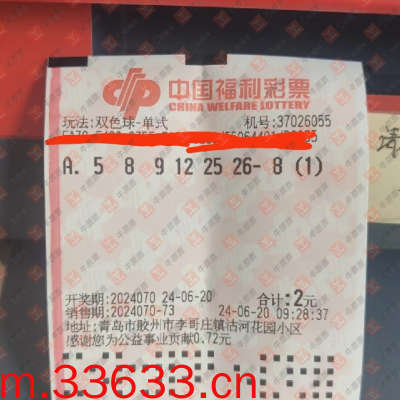 中国福利彩票
CHINA WELFARE LOTTERY
玩法:双色球-单式 机号:37026055
A. 5 8 9 12 25 26- 8 (1)
开奖期:2024070 24-06-20 合计:2元
销售期:2024070-73 24-06-20 09:28:37
地址:青岛市胶州市李哥庄镇沽河花园小区
感谢您为公益事业贡献0.72元
m.33633.cn